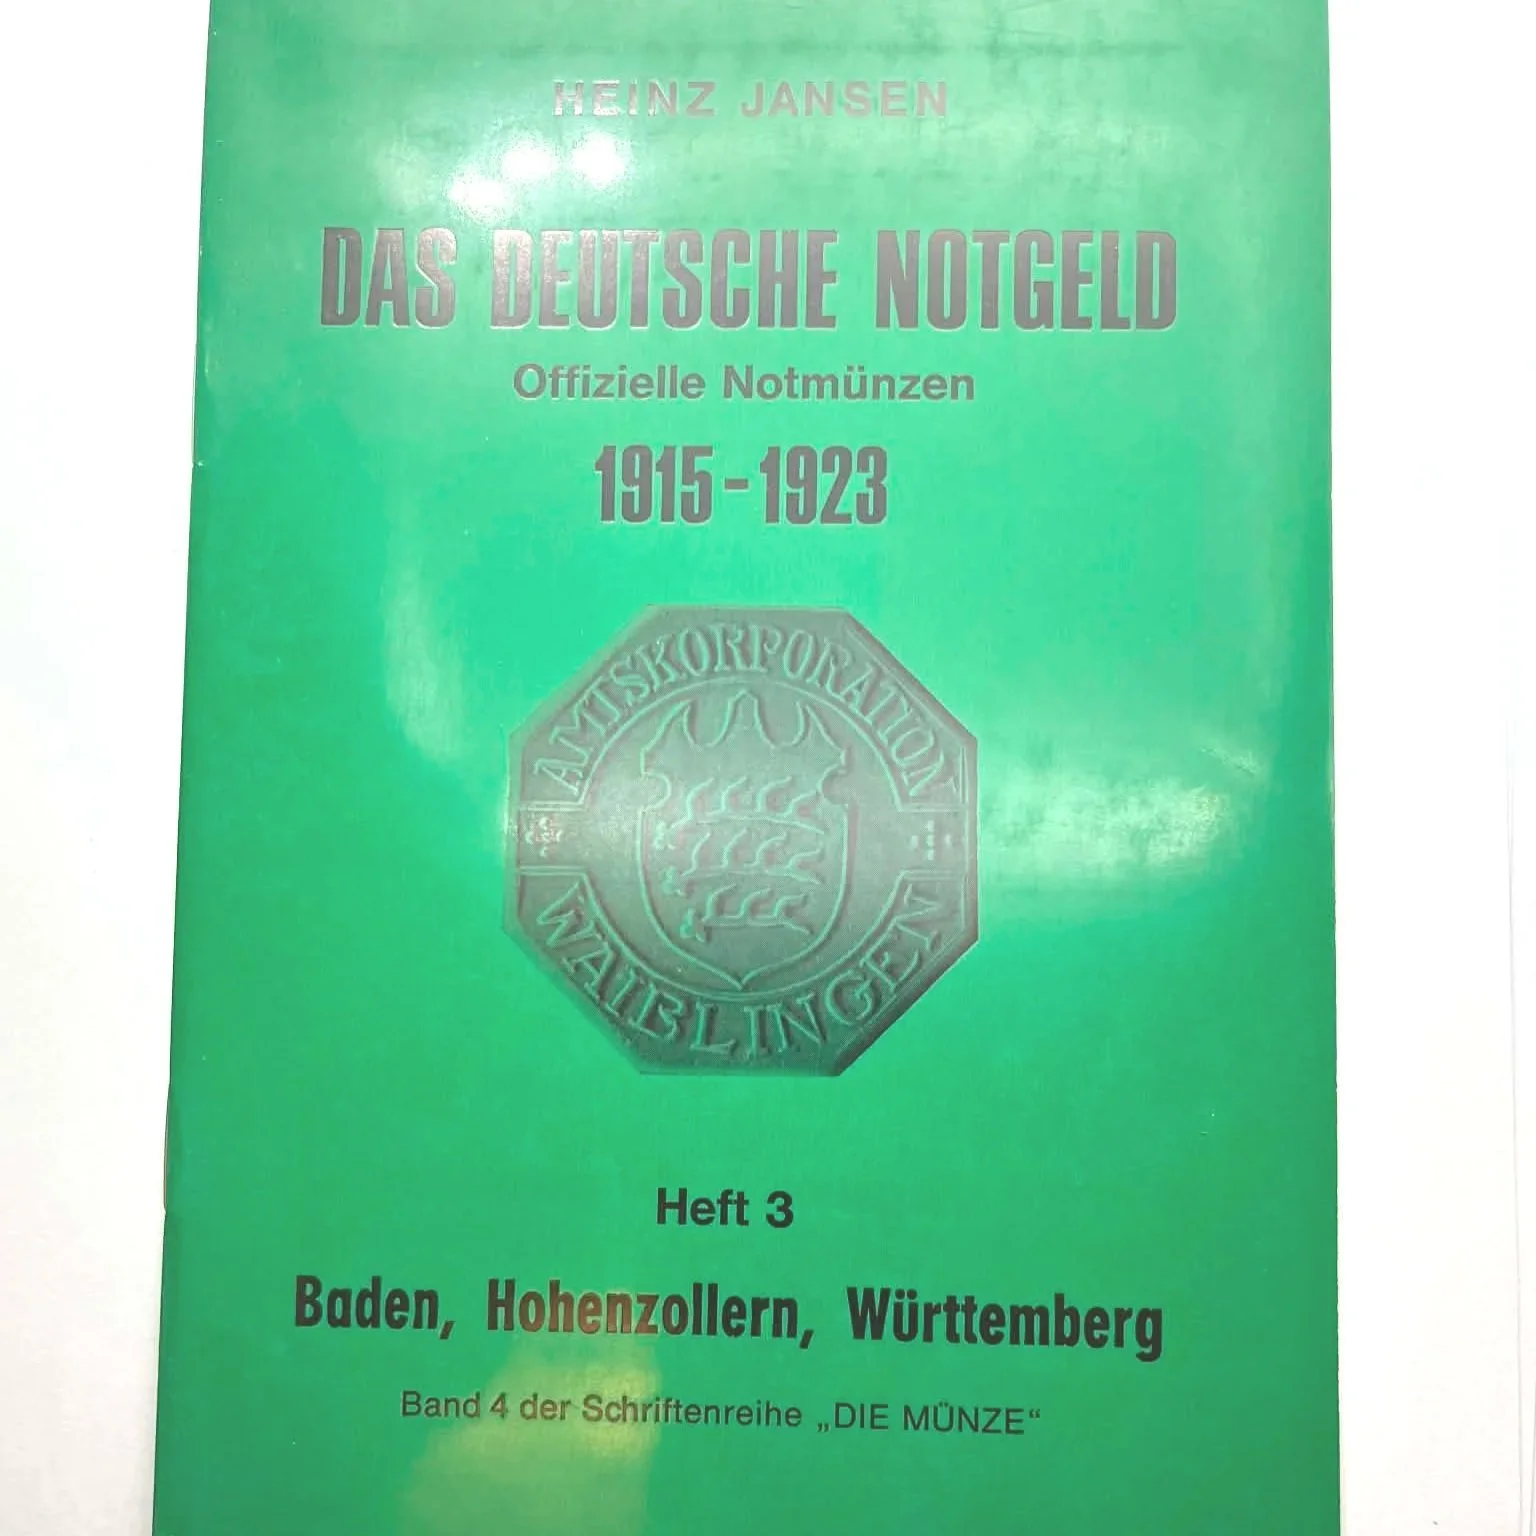 HEINZ JANSEN
DAS DEUTSCHE NOTGELD
Offizielle Notmünzen
1915-1923
AMTSKORPORATION
WAIBLINGEN
Heft 3
Baden, Hohenzollern, Württemberg
Band 4 der Schriftenreihe „DIE MÜNZE“